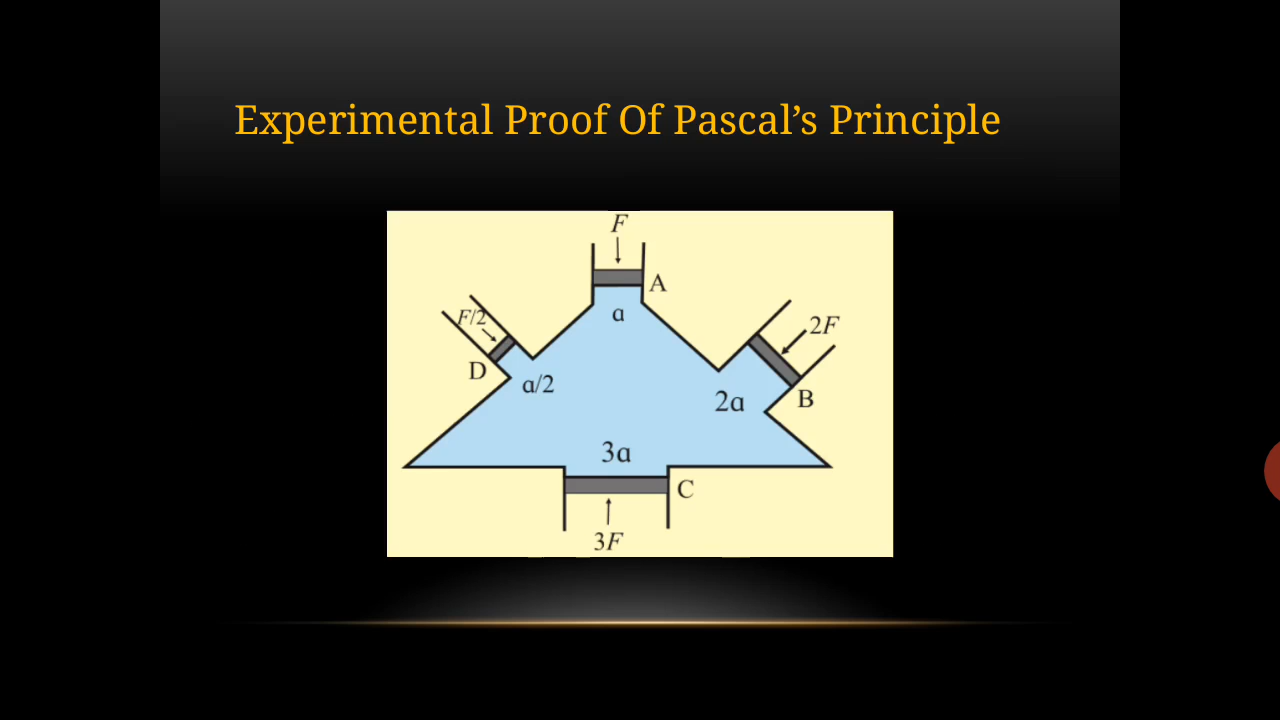 Experimental Proof Of Pascal’s Principle
F
A
a
F/2
2F
D
a/2
2a
B
3a
C
3F